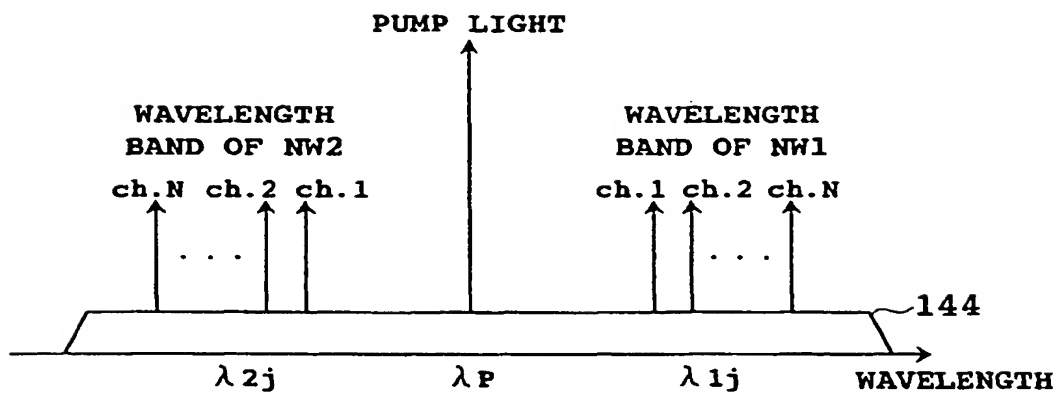 PUMP LIGHT
WAVELENGTH
BAND OF NW2
WAVELENGTH
BAND OF NW1
ch.N ch.2 ch.1
ch.1 ch.2 ch.N
. . .
. . .
144
λ2j
λP
λ1j
WAVELENGTH